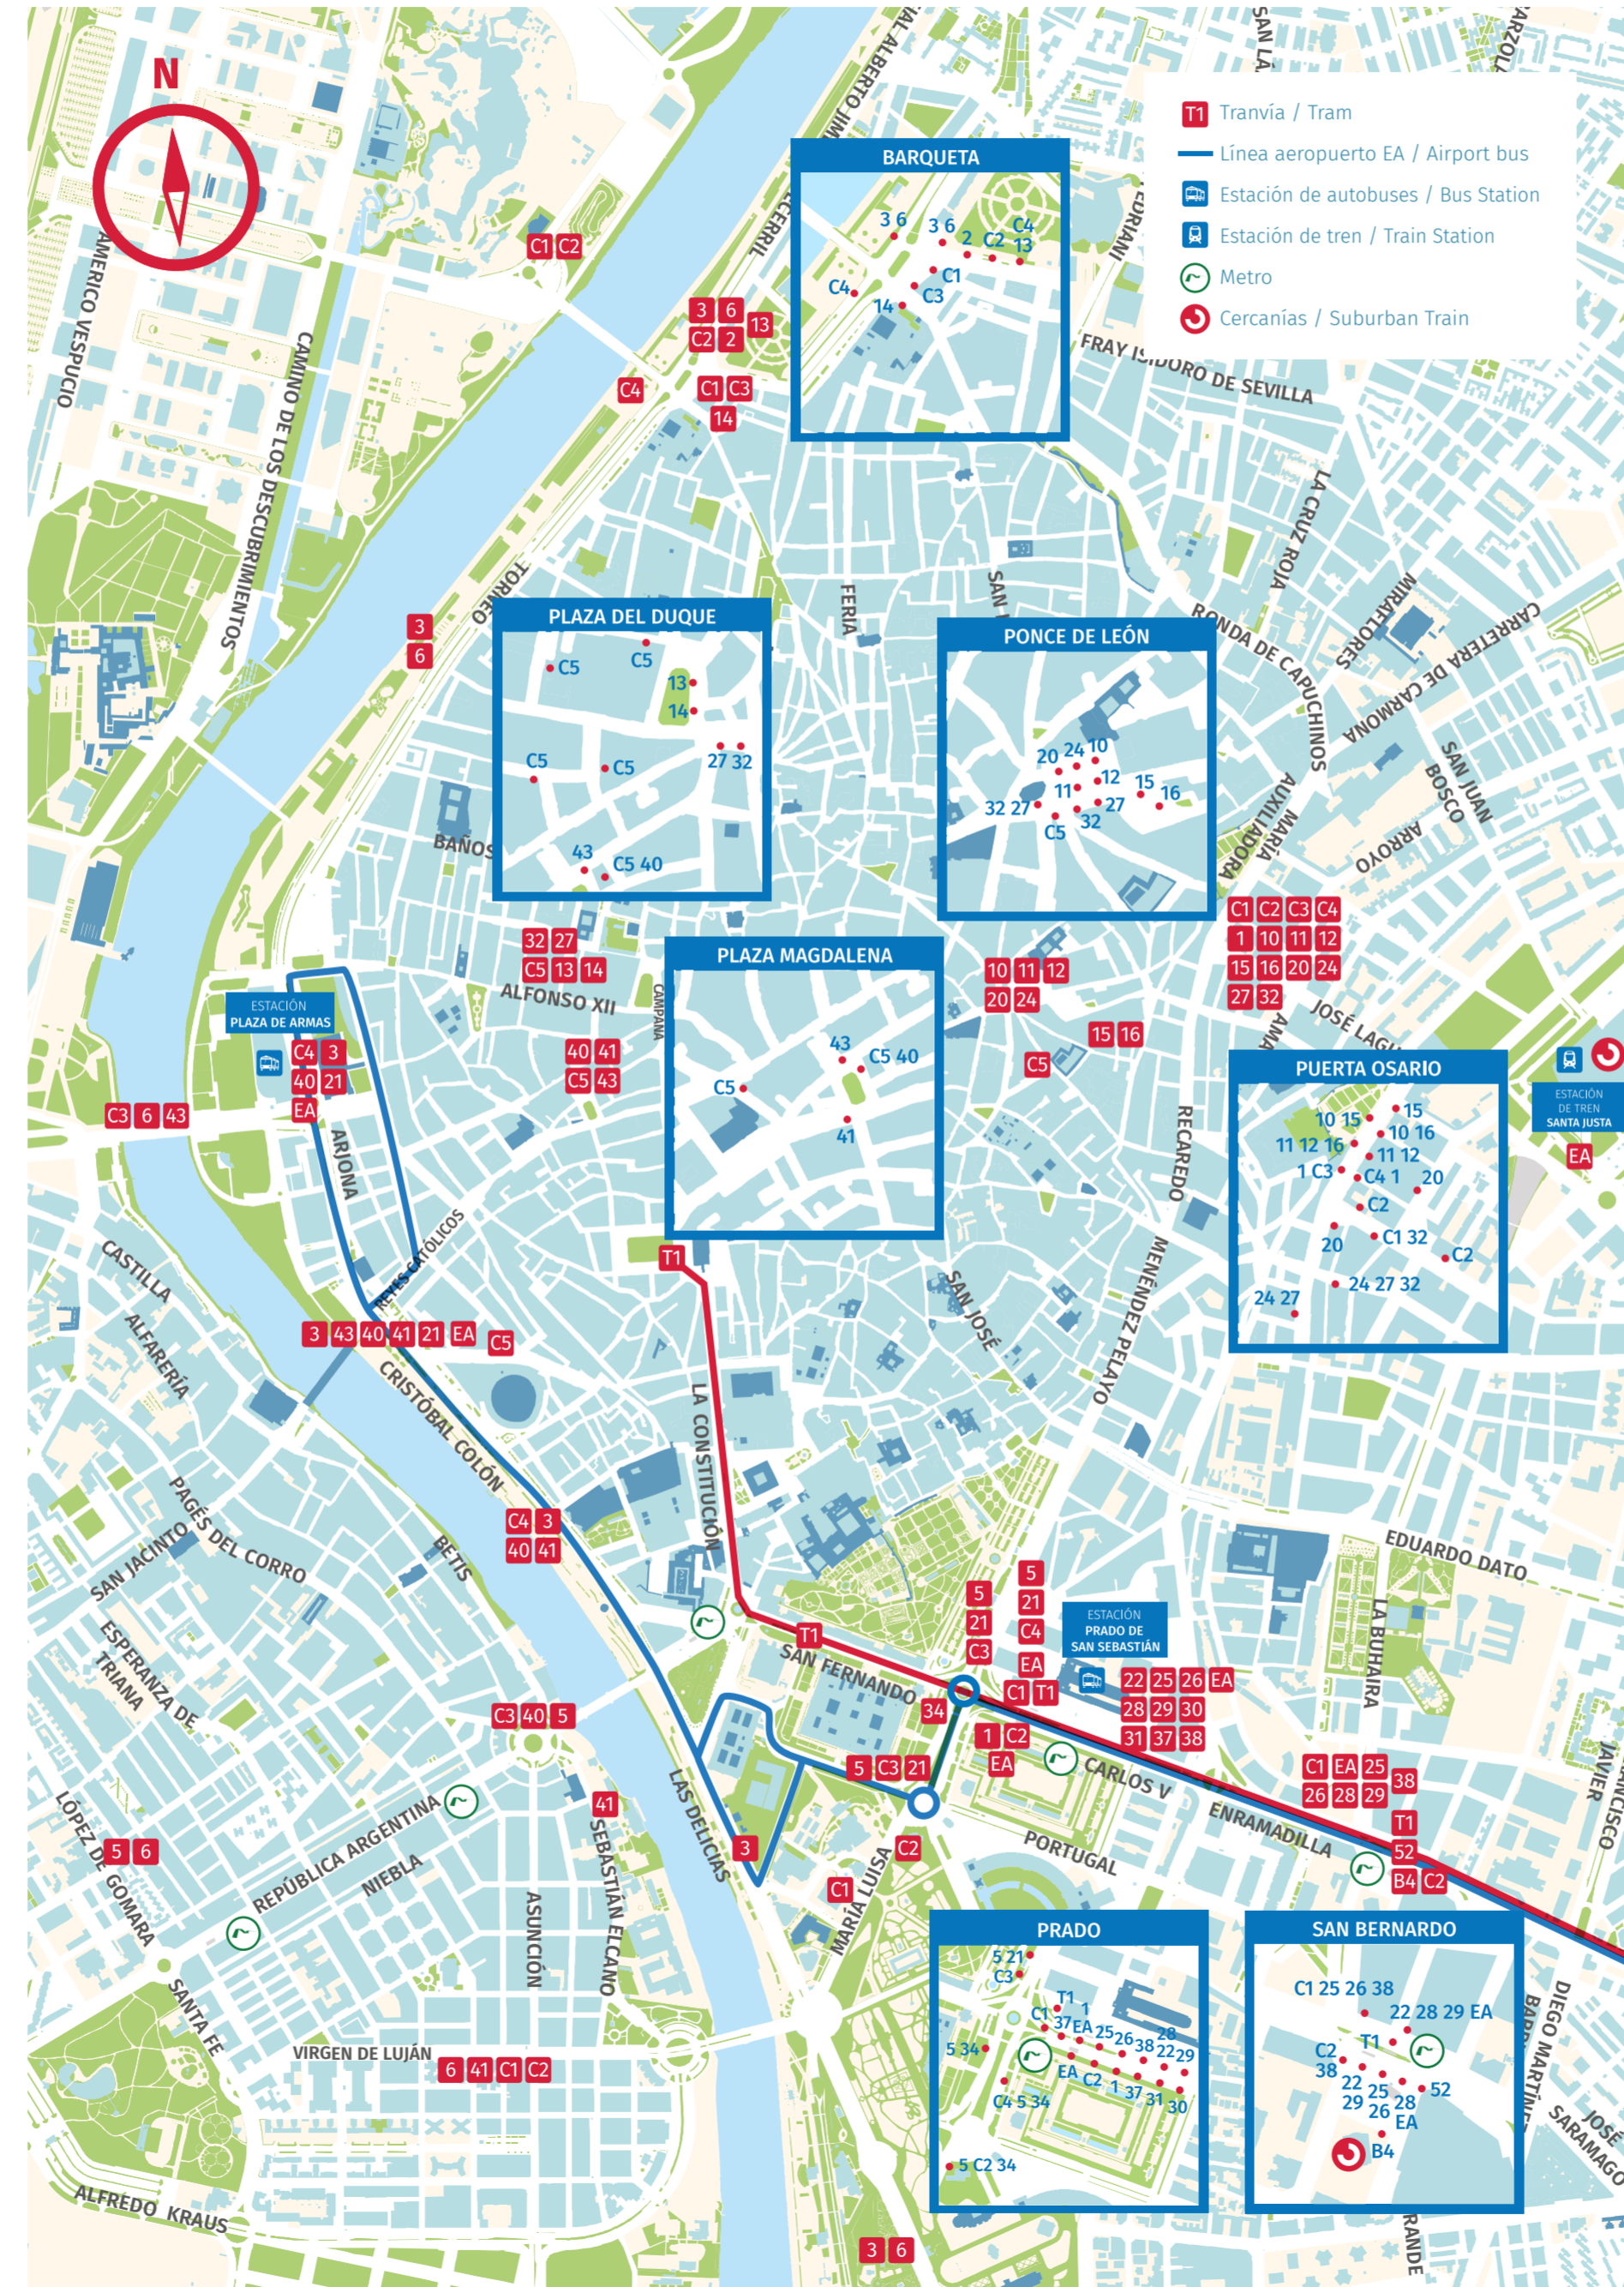 N
T1 Tranvía / Tram
Línea aeropuerto EA / Airport bus
Estación de autobuses / Bus Station
Estación de tren / Train Station
Metro
Cercanías / Suburban Train
AMERICO VESPUCIO
CAMINO DE LOS DESCUBRIMIENTOS
C1 C2
3 6 13
C2 2
C4
C1 C3
14
BARQUETA
3 6
3 6
2
C2
C4
13
C4
C1
C3
14
FRAY ISIDORO DE SEVILLA
LA CRUZ ROJA
MIRAFLORES
CARRETERA DE CARMONA
RONDA DE CAPUCHINOS
SAN JUAN
BOSCO
MARÍA
AUXILIADORA
ARROYO
TORNEO
FERIA
3
6
PLAZA DEL DUQUE
C5
C5
13
14
27 32
C5
C5
43
C5 40
PONCE DE LEÓN
20 24 10
12
11
15
16
32 27
27
32
C5
BAÑOS
32 27
C5 13 14
ALFONSO XII
CAMPANA
40 41
C5 43
PLAZA MAGDALENA
43
C5 40
C5
41
10 11 12
20 24
15 16
C5
C1 C2 C3 C4
1 10 11 12
15 16 20 24
27 32
PUERTA OSARIO
15
10 15
10 16
11 12 16
11 12
1 C3
C4 1
20
C2
20
C1 32
C2
24 27 32
24 27
ESTACIÓN
DE TREN
SANTA JUSTA
EA
ESTACIÓN
PLAZA DE ARMAS
C4 3
40 21
EA
C3 6 43
ARJONA
REYES CATÓLICOS
RECAREDO
MENÉNDEZ PELAYO
SAN JOSÉ
CASTILLA
ALFARERÍA
3 43 40 41 21 EA
C5
T1
LA CONSTITUCIÓN
CRISTÓBAL COLÓN
C4 3
40 41
PAGÉS DEL CORRO
SAN JACINTO
BETIS
ESPERANZA DE
TRIANA
EDUARDO DATO
LA BUHAIRA
5
21
C3
5
21
C4
EA
C1 T1
ESTACIÓN
PRADO DE
SAN SEBASTIÁN
22 25 26 EA
28 29 30
31 37 38
T1
SAN FERNANDO
34
1 C2
EA
5 C3 21
CARLOS V
C1 EA 25
26 28 29
38
T1
52
B4 C2
ENRAMADILLA
PORTUGAL
C3 40 5
LAS DELICIAS
3
C2
C1
MARÍA LUISA
41
SEBASTIÁN ELCANO
LÓPEZ DE GOMARA
5 6
REPÚBLICA ARGENTINA
NIEBLA
ASUNCIÓN
SANTA FE
VIRGEN DE LUJÁN
6 41 C1 C2
ALFREDO KRAUS
3 6
PRADO
5 21
C3
T1
C1
1
37
EA
25
26
38
28
22
29
5 34
EA
C2
1
37
31
30
C4 5 34
5 C2 34
SAN BERNARDO
C1 25 26 38
22 28 29 EA
T1
C2
38
22
29
25
26
28
EA
52
B4